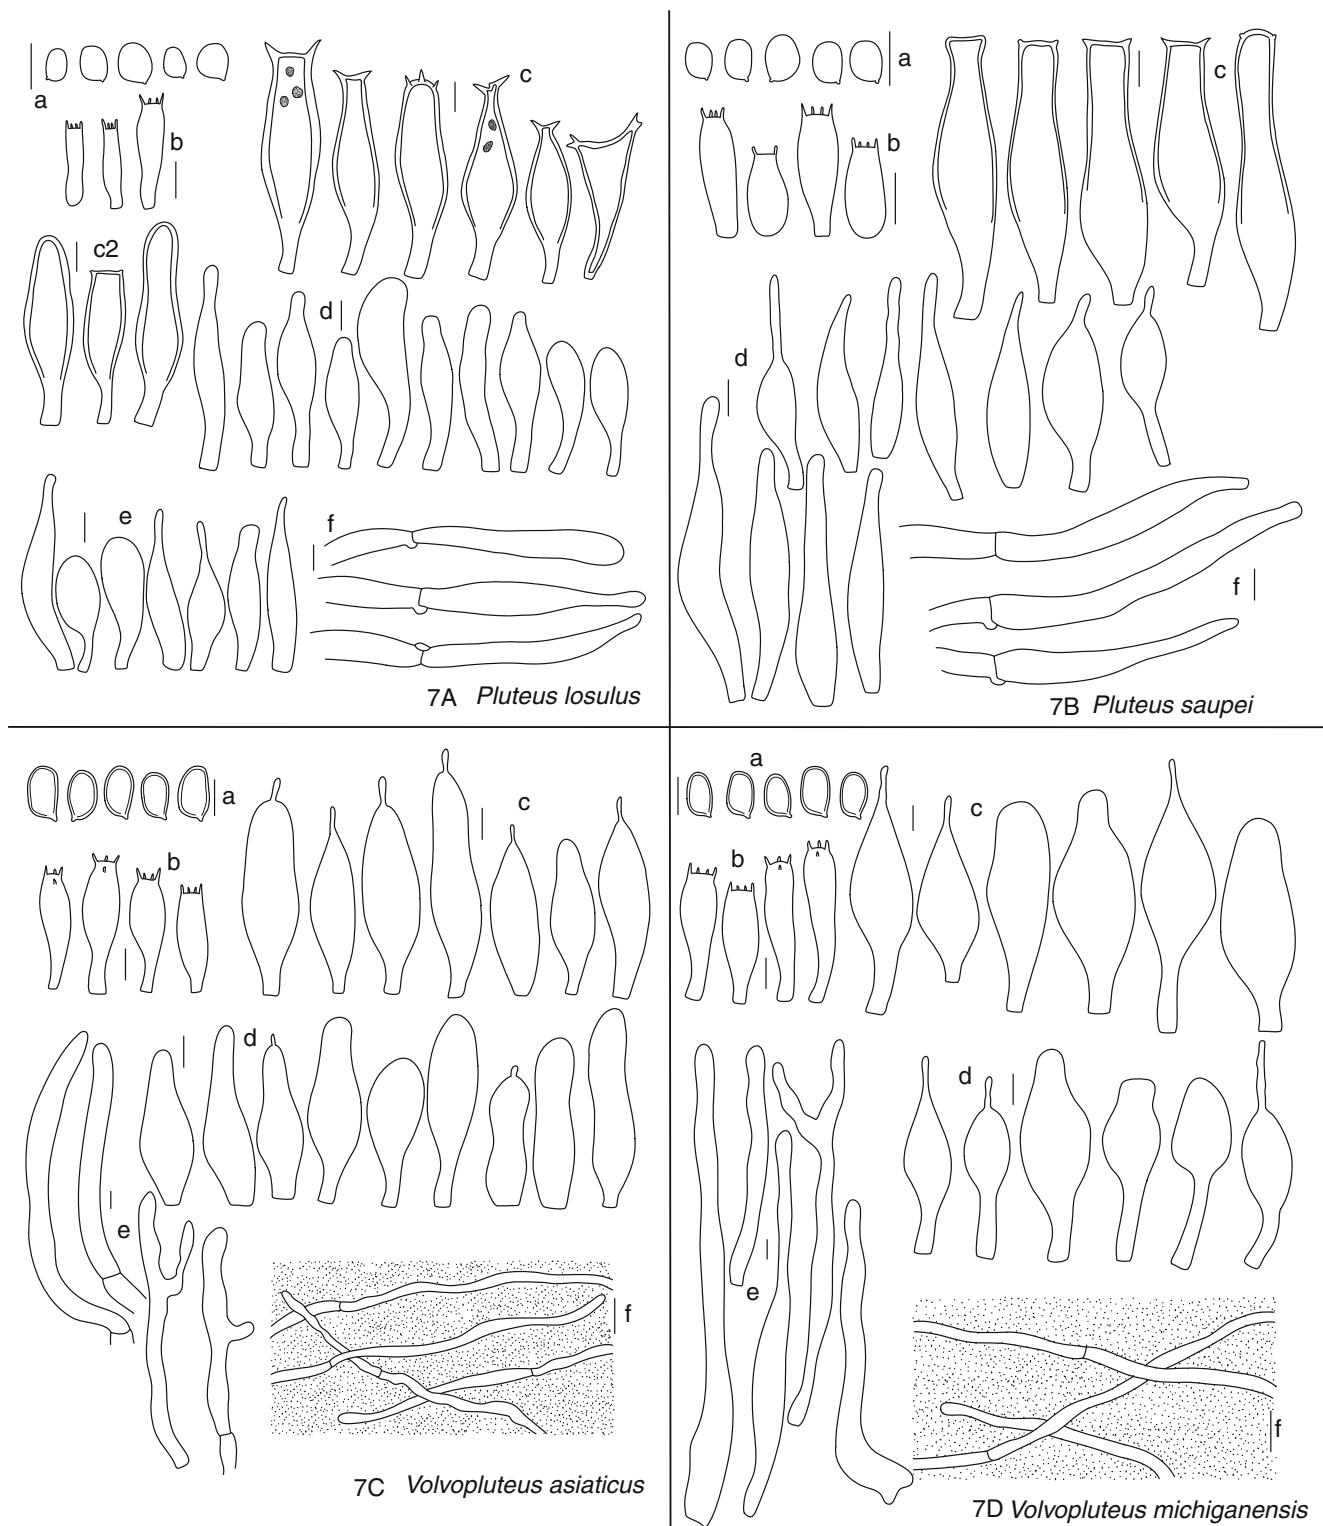 a
b
c
c2
d
e
f
7A Pluteus losulus
a
b
c
d
f
7B Pluteus saupei
a
b
c
d
e
f
7C Volvopluteus asiaticus
a
b
c
d
e
f
7D Volvopluteus michiganensis